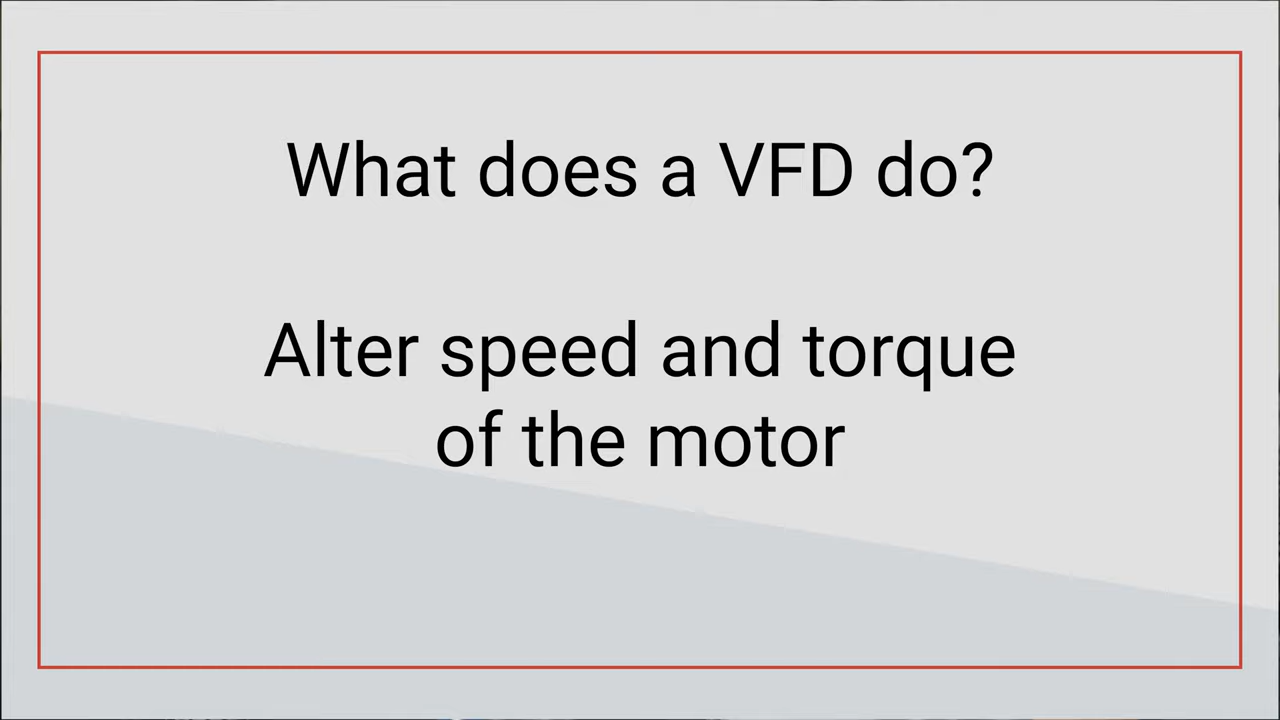 What does a VFD do?
Alter speed and torque
of the motor